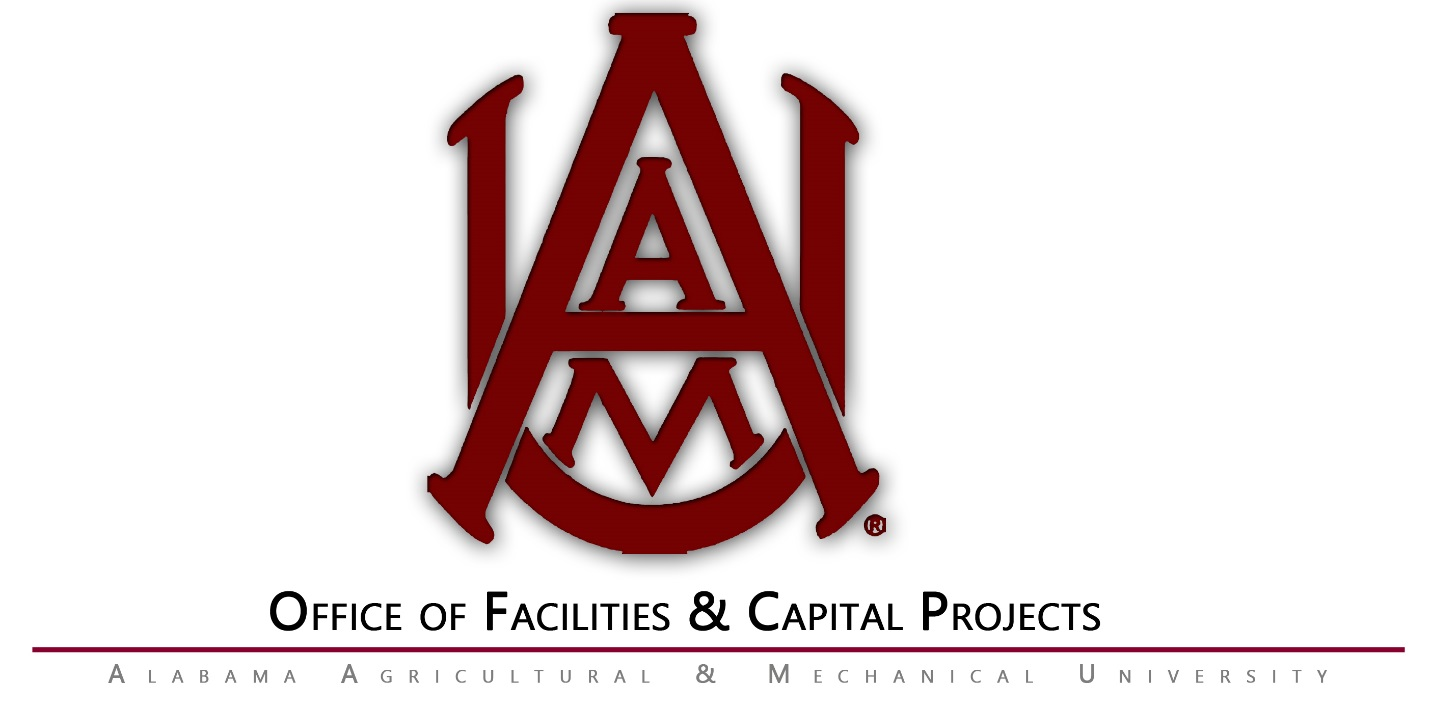 A
A
M
U
®
Office of Facilities & Capital Projects
Alabama Agricultural & Mechanical University